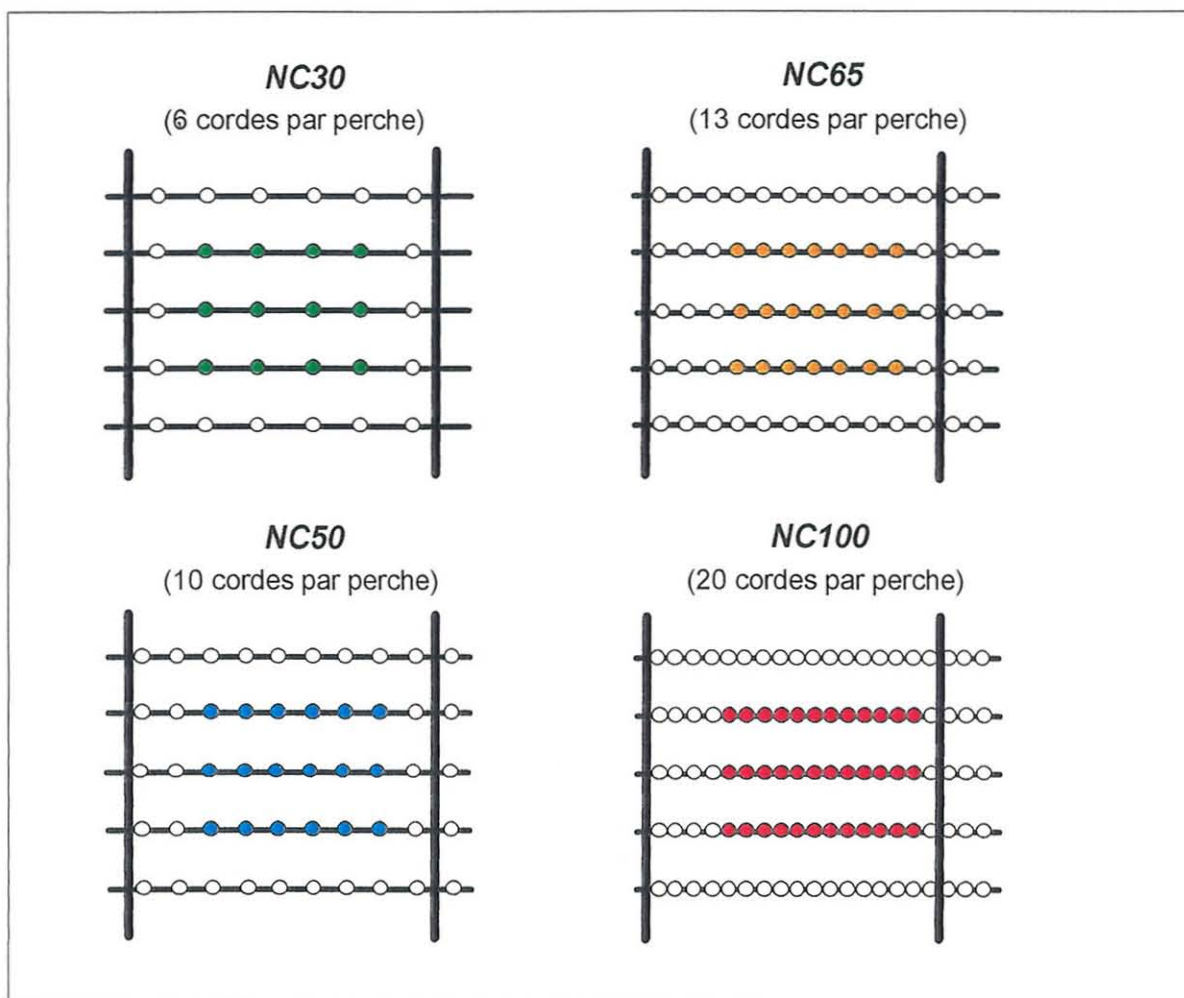 NC30
(6 cordes par perche)
NC65
(13 cordes par perche)
NC50
(10 cordes par perche)
NC100
(20 cordes par perche)